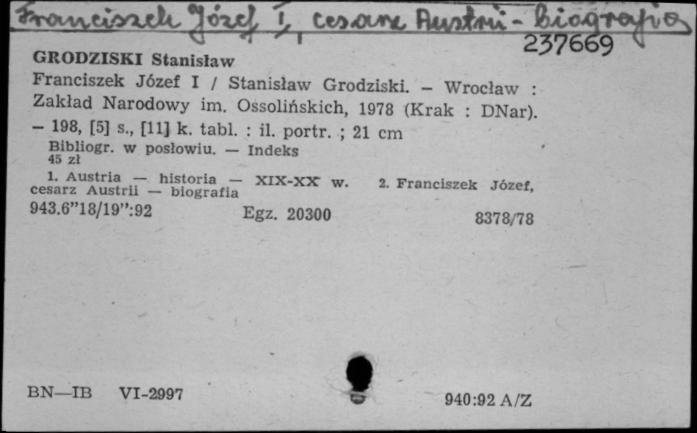 Franciszek Józef I, cesarz Austrii - biografia
237669
GRODZISKI Stanisław
Franciszek Józef I / Stanisław Grodziski. — Wrocław :
Zakład Narodowy im. Ossolińskich, 1978 (Krak : DNar).
— 198, [5] s., [11] k. tabl. : il. portr. ; 21 cm
Bibliogr. w posłowiu. — Indeks
45 zł
1. Austria — historia — XIX-XX w. 2. Franciszek Józef,
cesarz Austrii — biografia
943.6”18/19”:92 Egz. 20300 8378/78
BN—IB VI-2997 940:92 A/Z